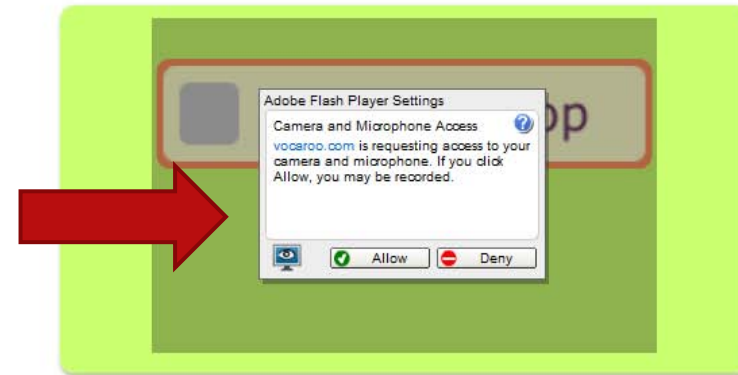 Adobe Flash Player Settings
Camera and Microphone Access
vocaroo.com is requesting access to your
camera and microphone. If you click
Allow, you may be recorded.
Allow
Deny